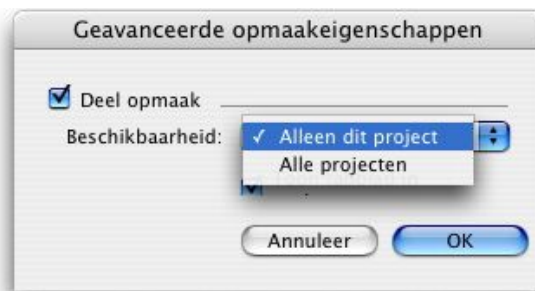 Geavanceerde opmaakeigenschappen
Deel opmaak
Beschikbaarheid:
✓ Alleen dit project
Alle projecten
Annuleer
OK